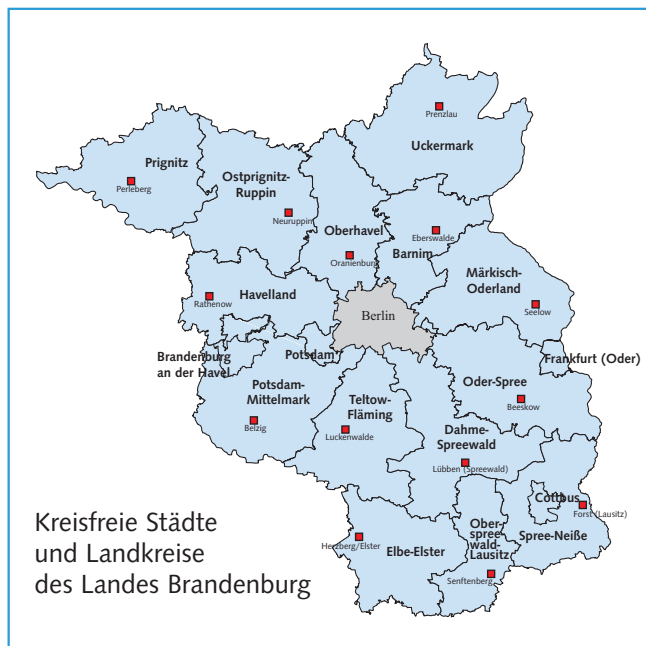 Prenzlau
Uckermark
Prignitz
Perleberg
Ostprignitz-
Ruppin
Neuruppin
Oberhavel
Oranienburg
Eberswalde
Barnim
Märkisch-
Oderland
Seelow
Havelland
Rathenow
Berlin
Brandenburg
an der Havel
Potsdam
Frankfurt (Oder)
Potsdam-
Mittelmark
Belzig
Teltow-
Fläming
Luckenwalde
Oder-Spree
Beeskow
Dahme-
Spreewald
Lübben (Spreewald)
Cottbus
Forst (Lausitz)
Spree-Neiße
Ober-
spree-
wald-
Lausitz
Senftenberg
Elbe-Elster
Herzberg/Elster
Kreisfreie Städte
und Landkreise
des Landes Brandenburg